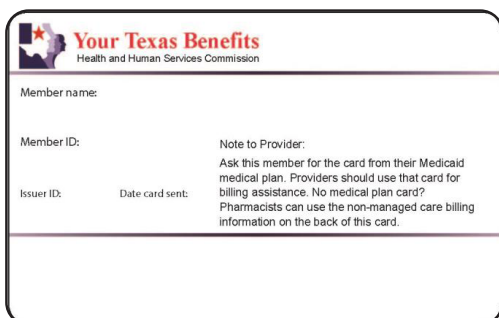 Your Texas Benefits
Health and Human Services Commission
Member name:
Member ID:
Note to Provider:
Ask this member for the card from their Medicaid
medical plan. Providers should use that card for
billing assistance. No medical plan card?
Pharmacists can use the non-managed care billing
information on the back of this card.
Issuer ID:
Date card sent: